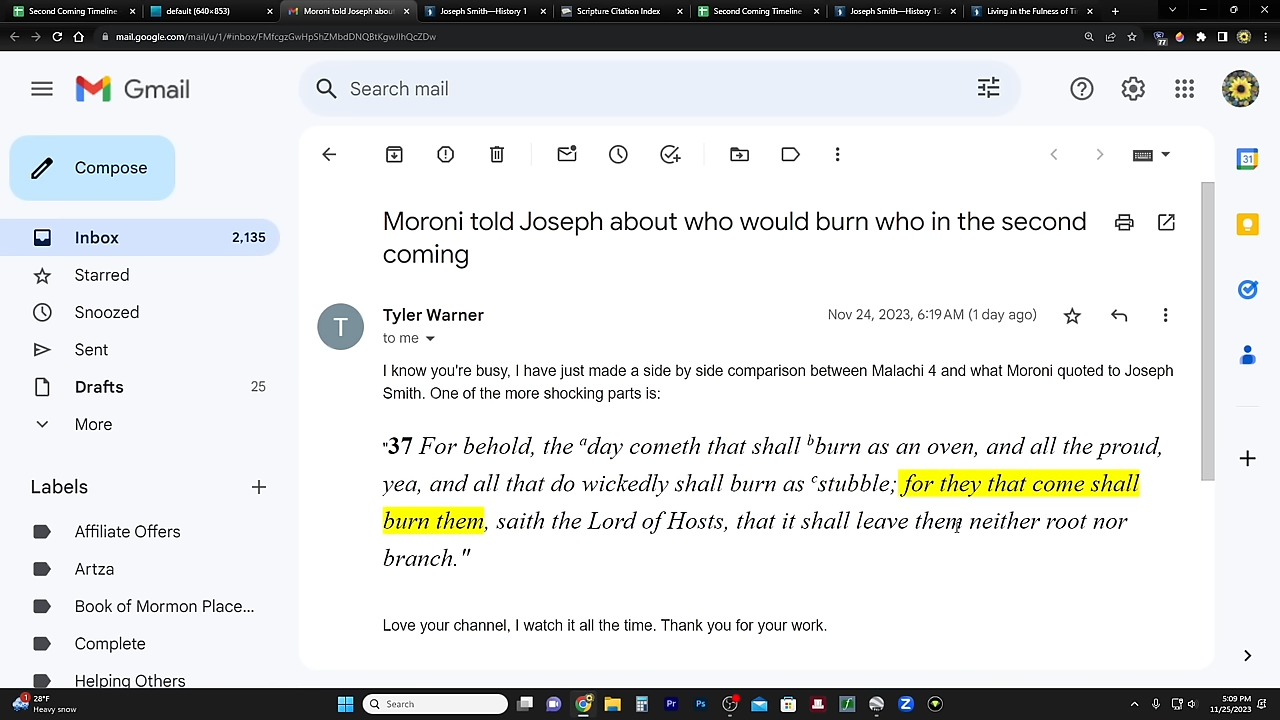 Second Coming Timeline
default (640×853)
Moroni told Joseph abou
Joseph Smith—History 1
Scripture Citation Index
Second Coming Timeline
Joseph Smith—History 1:
Living in the Fulness of Ti
mail.google.com/mail/u/1/#inbox/FMfcgzGwHpShZMbdDNQBtKgwJlhQcZDw
77
Gmail
Search mail
31
Compose
Inbox 2,135
Starred
Snoozed
Sent
Drafts 25
More
Labels
Affiliate Offers
Artza
Book of Mormon Place...
Complete
Helping Others
Moroni told Joseph about who would burn who in the second
coming
T
Tyler Warner
Nov 24, 2023, 6:19 AM (1 day ago)
to me
I know you're busy, I have just made a side by side comparison between Malachi 4 and what Moroni quoted to Joseph
Smith. One of the more shocking parts is:
"37 For behold, the aday cometh that shall bburn as an oven, and all the proud,
yea, and all that do wickedly shall burn as cstubble; for they that come shall
burn them, saith the Lord of Hosts, that it shall leave them neither root nor
branch."
Love your channel, I watch it all the time. Thank you for your work.
1
28°F
Heavy snow
Search
Pr
Ps
Z
5:09 PM
11/25/2023